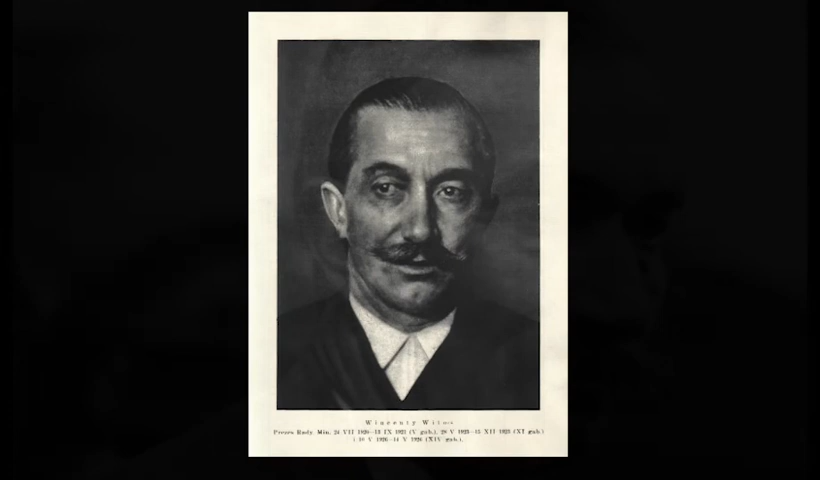 Wincenty Witos
Prezes Rady Min. 24 VII 1920—13 IX 1921 (V gab.), 28 V 1923—15 XII 1923 (XI gab.)
i 10 V 1926—14 V 1926 (XIV gab.).